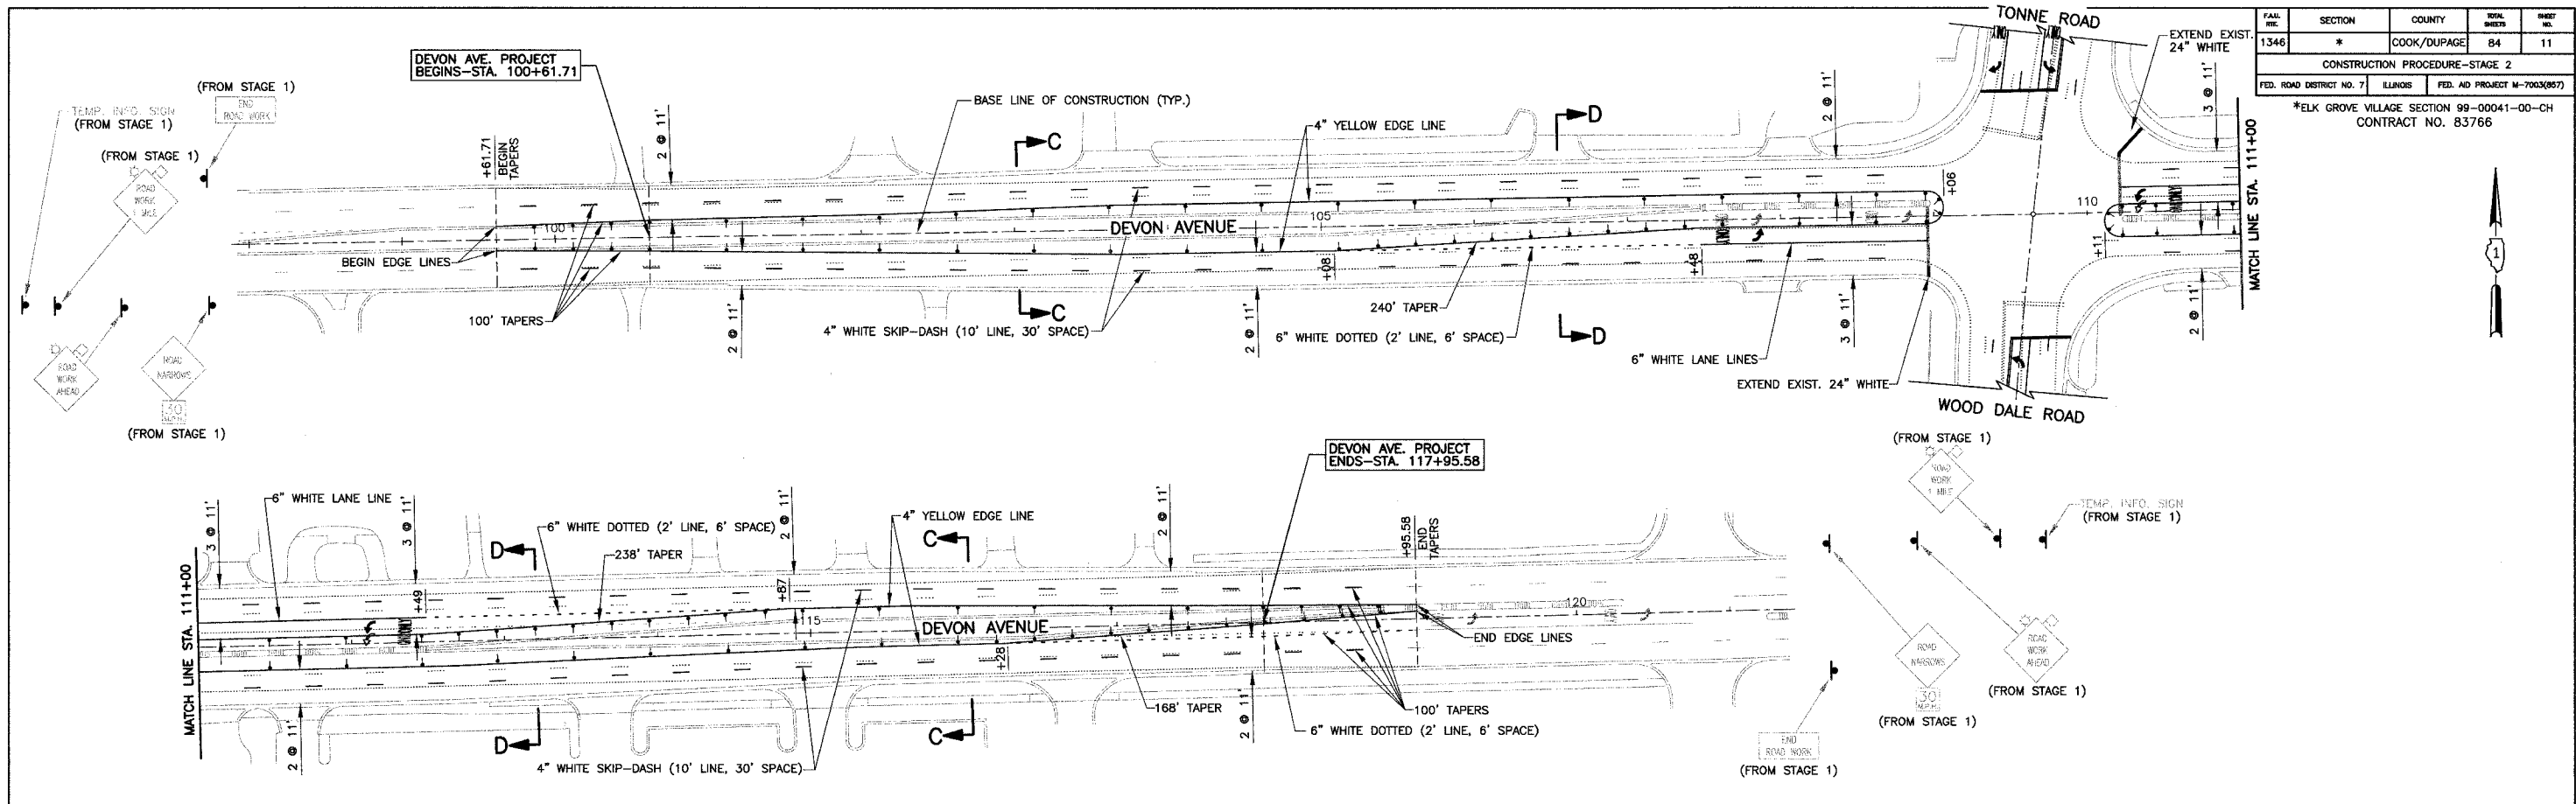 F.A.U. RTE. SECTION COUNTY TOTAL SHEETS SHEET NO.
1346 * COOK/DUPAGE 84 11
CONSTRUCTION PROCEDURE-STAGE 2
FED. ROAD DISTRICT NO. 7 ILLINOIS FED. AID PROJECT M-7003(857)
*ELK GROVE VILLAGE SECTION 99-00041-00-CH
CONTRACT NO. 83766
TONNE ROAD
EXTEND EXIST.
24" WHITE
3 @ 11'
2 @ 11'
MATCH LINE STA. 111+00
DEVON AVE. PROJECT
BEGINS-STA. 100+61.71
(FROM STAGE 1)
END
ROAD WORK
TEMP. INFO. SIGN
(FROM STAGE 1)
(FROM STAGE 1)
ROAD
WORK
1 MILE
+61.71
BEGIN
TAPERS
2 @ 11'
BASE LINE OF CONSTRUCTION (TYP.)
C
4" YELLOW EDGE LINE
D
2 @ 11'
+06
100
105
110
DEVON AVENUE
ONLY
ONLY
BEGIN EDGE LINES
100' TAPERS
2 @ 11'
4" WHITE SKIP-DASH (10' LINE, 30' SPACE)
C
2 @ 11'
+08
240' TAPER
6" WHITE DOTTED (2' LINE, 6' SPACE)
D
+48
6" WHITE LANE LINES
3 @ 11'
EXTEND EXIST. 24" WHITE
+11
WOOD DALE ROAD
ROAD
WORK
AHEAD
ROAD
NARROWS
30
M.P.H.
(FROM STAGE 1)
1
MATCH LINE STA. 111+00
3 @ 11'
6" WHITE LANE LINE
3 @ 11'
+49
ONLY
D
6" WHITE DOTTED (2' LINE, 6' SPACE)
238' TAPER
2 @ 11'
+87
4" YELLOW EDGE LINE
C
2 @ 11'
DEVON AVE. PROJECT
ENDS-STA. 117+95.58
+95.58
END
TAPERS
115
120
DEVON AVENUE
END EDGE LINES
+28
168' TAPER
2 @ 11'
100' TAPERS
6" WHITE DOTTED (2' LINE, 6' SPACE)
2 @ 11'
D
C
4" WHITE SKIP-DASH (10' LINE, 30' SPACE)
(FROM STAGE 1)
ROAD
WORK
1 MILE
TEMP. INFO. SIGN
(FROM STAGE 1)
ROAD
NARROWS
30
M.P.H.
(FROM STAGE 1)
ROAD
WORK
AHEAD
(FROM STAGE 1)
END
ROAD WORK
(FROM STAGE 1)